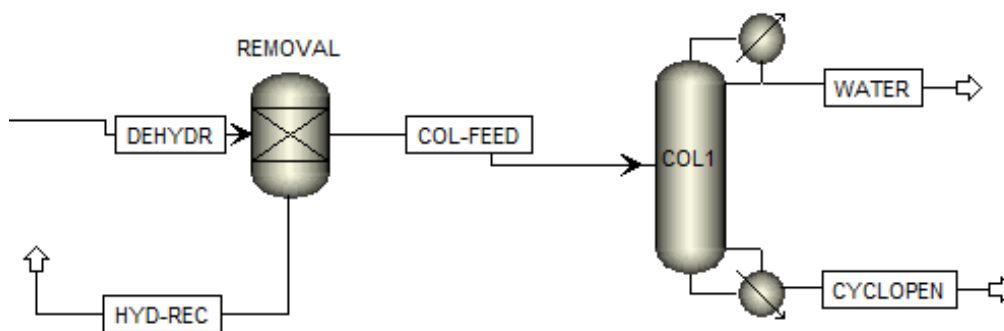 REMOVAL
DEHYDR
COL-FEED
COL1
WATER
HYD-REC
CYCLOPEN